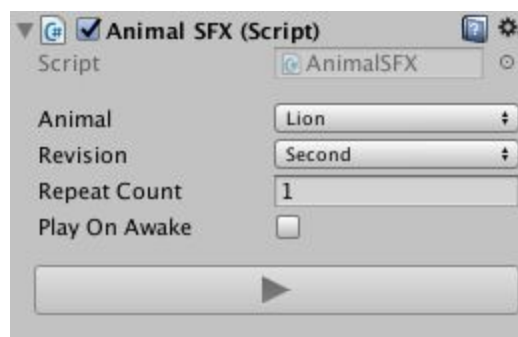 Animal SFX (Script)
Script AnimalSFX
Animal Lion
Revision Second
Repeat Count 1
Play On Awake